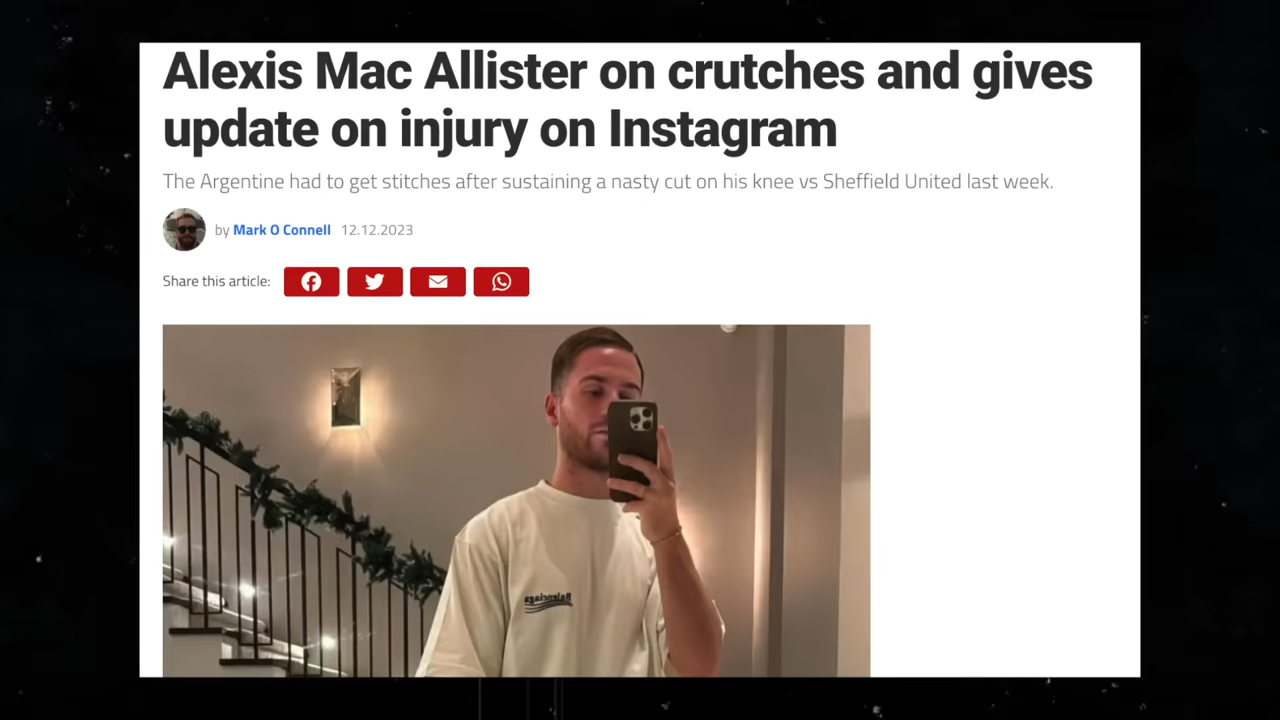 Alexis Mac Allister on crutches and gives
update on injury on Instagram
The Argentine had to get stitches after sustaining a nasty cut on his knee vs Sheffield United last week.
by Mark O Connell 12.12.2023
Share this article:
Balenciaga